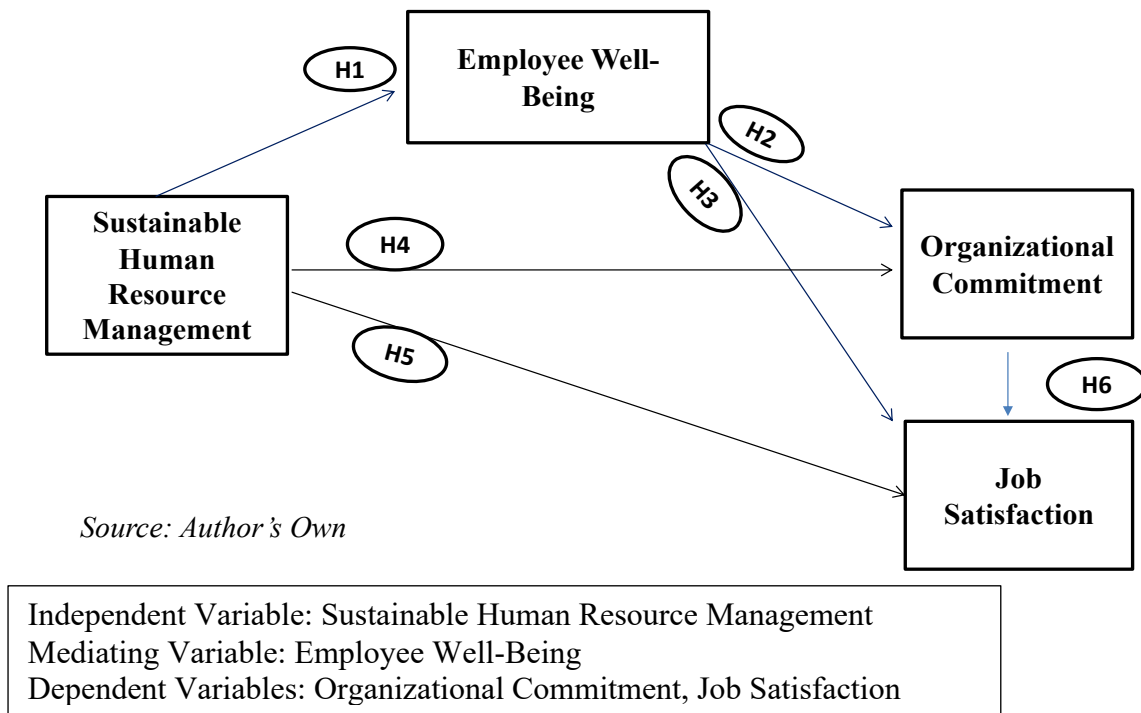 H1
Employee Well-
Being
H2
H3
Sustainable
Human
Resource
Management
H4
H5
Organizational
Commitment
H6
Job
Satisfaction
Source: Author’s Own
Independent Variable: Sustainable Human Resource Management
Mediating Variable: Employee Well-Being
Dependent Variables: Organizational Commitment, Job Satisfaction